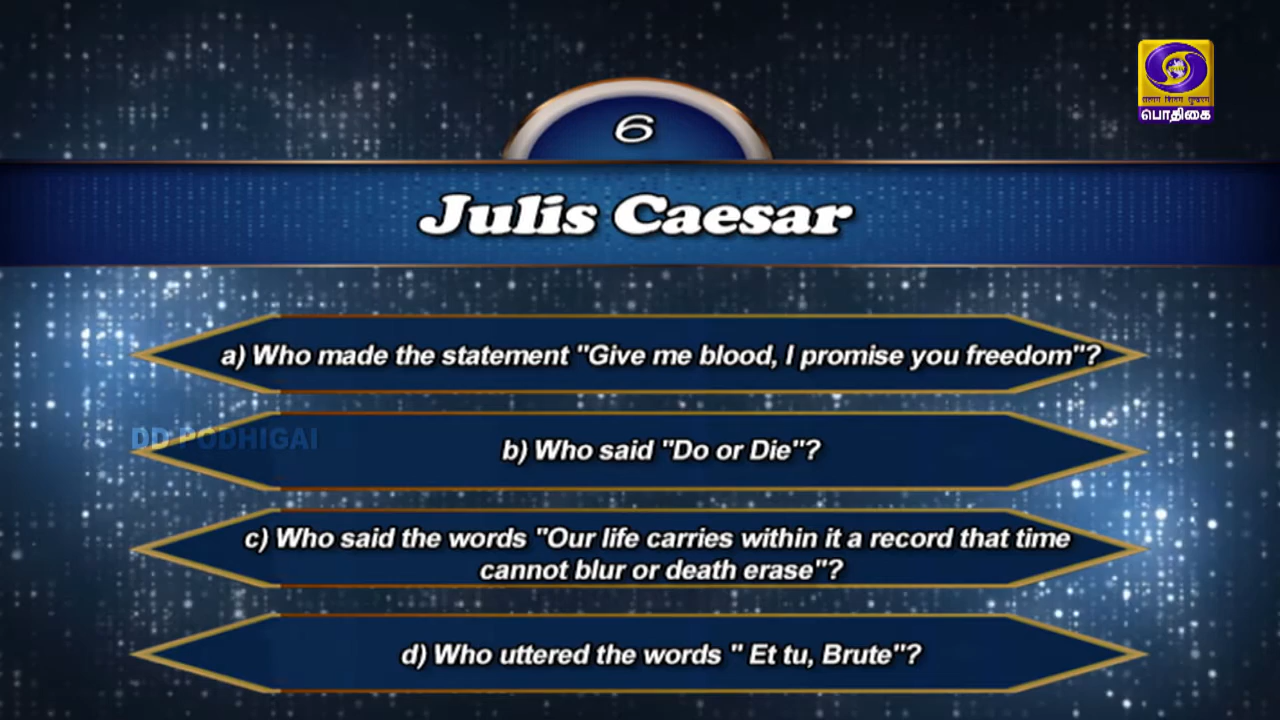 6
பொதிகை
Julis Caesar
a) Who made the statement "Give me blood, I promise you freedom"?
DD PODHIGAI
b) Who said "Do or Die"?
c) Who said the words "Our life carries within it a record that time
cannot blur or death erase"?
d) Who uttered the words " Et tu, Brute"?